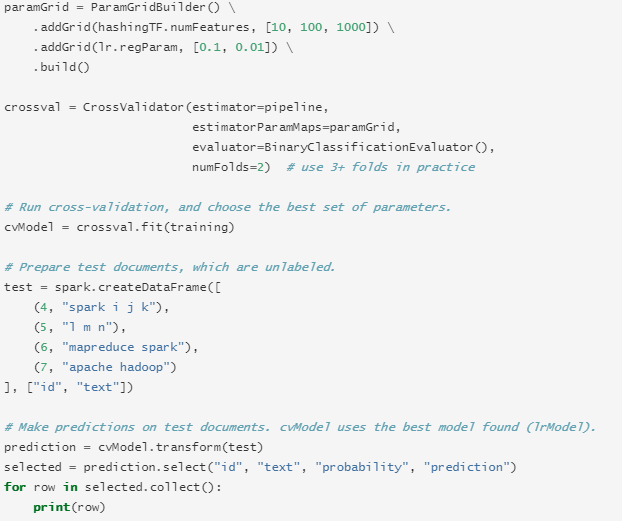 paramGrid = ParamGridBuilder() \
    .addGrid(hashingTF.numFeatures, [10, 100, 1000]) \
    .addGrid(lr.regParam, [0.1, 0.01]) \
    .build()

crossval = CrossValidator(estimator=pipeline,
                          estimatorParamMaps=paramGrid,
                          evaluator=BinaryClassificationEvaluator(),
                          numFolds=2)  # use 3+ folds in practice

# Run cross-validation, and choose the best set of parameters.
cvModel = crossval.fit(training)

# Prepare test documents, which are unlabeled.
test = spark.createDataFrame([
    (4, "spark i j k"),
    (5, "l m n"),
    (6, "mapreduce spark"),
    (7, "apache hadoop")
], ["id", "text"])

# Make predictions on test documents. cvModel uses the best model found (lrModel).
prediction = cvModel.transform(test)
selected = prediction.select("id", "text", "probability", "prediction")
for row in selected.collect():
    print(row)